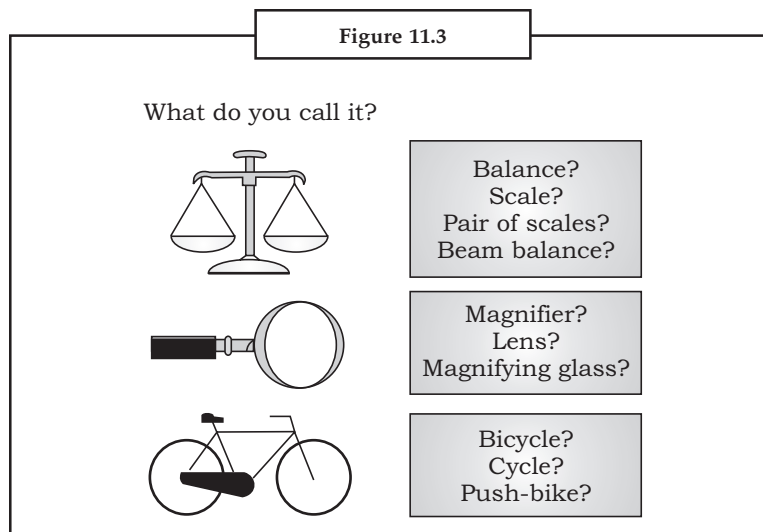 Figure 11.3
What do you call it?
Balance?
Scale?
Pair of scales?
Beam balance?
Magnifier?
Lens?
Magnifying glass?
Bicycle?
Cycle?
Push-bike?